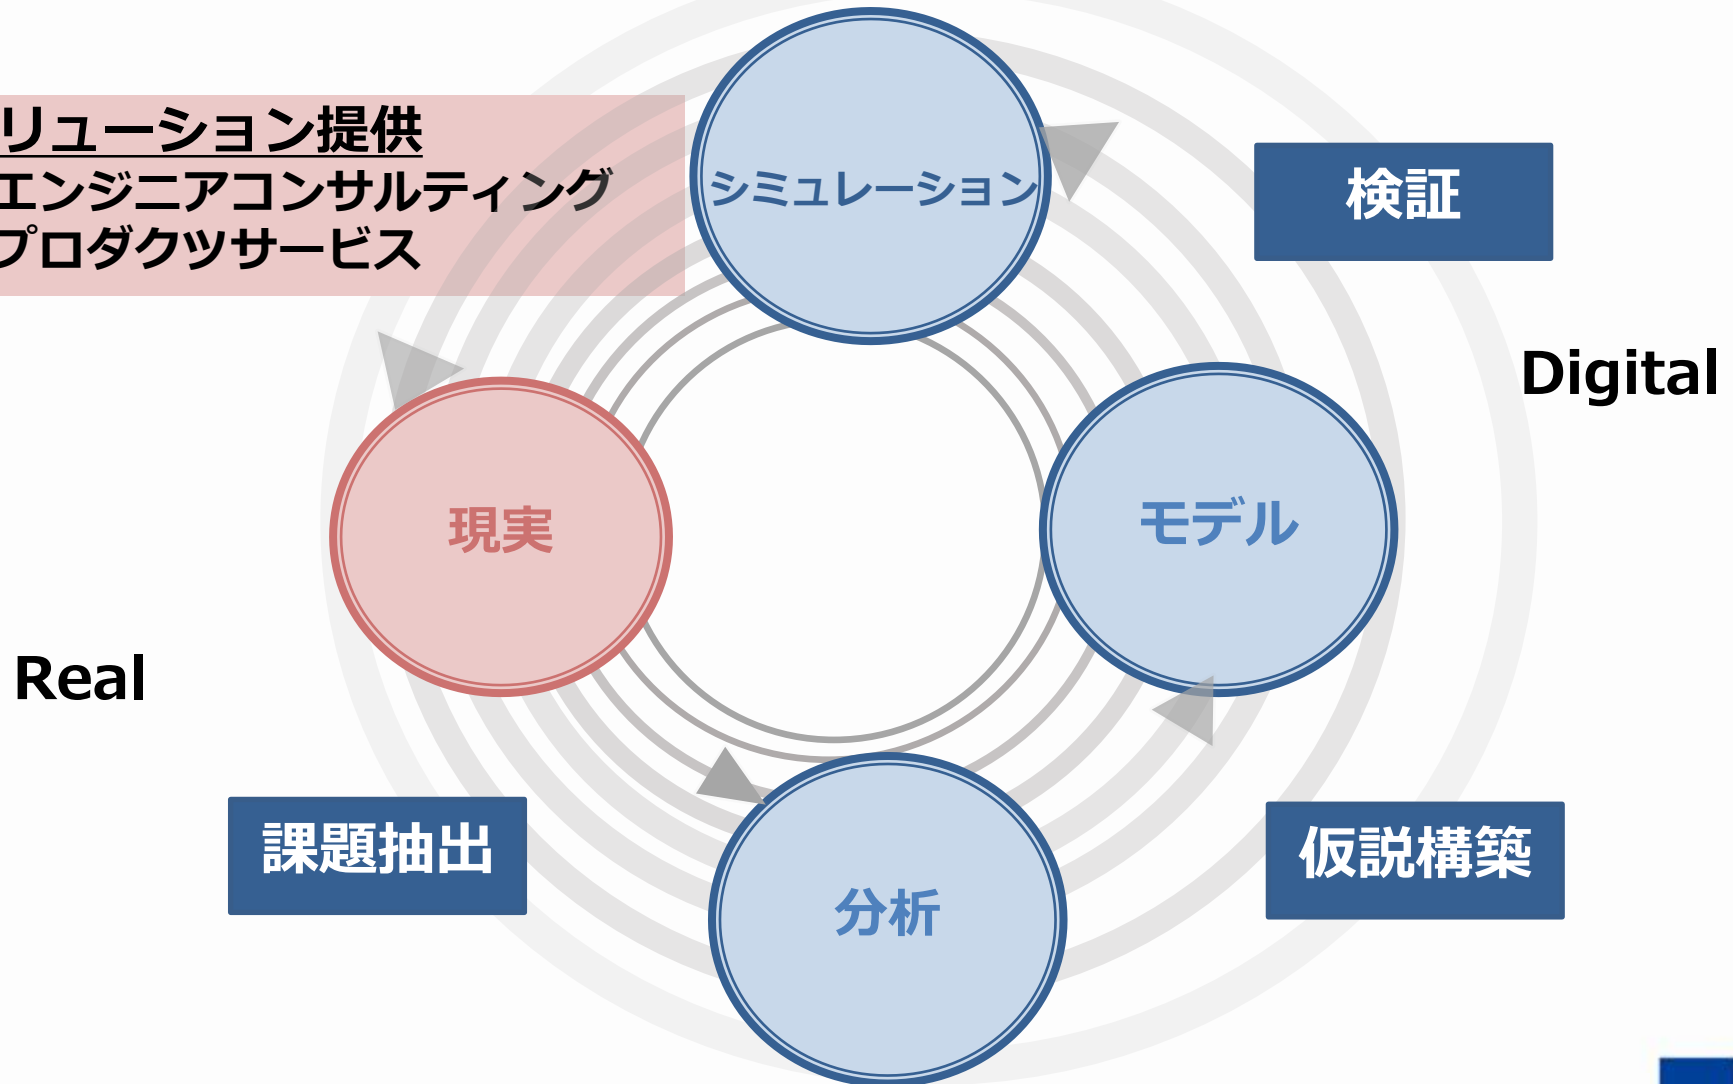 リューション提供
エンジニアコンサルティング
プロダクツサービス
シミュレーション
検証
Digital
現実
モデル
Real
課題抽出
仮説構築
分析